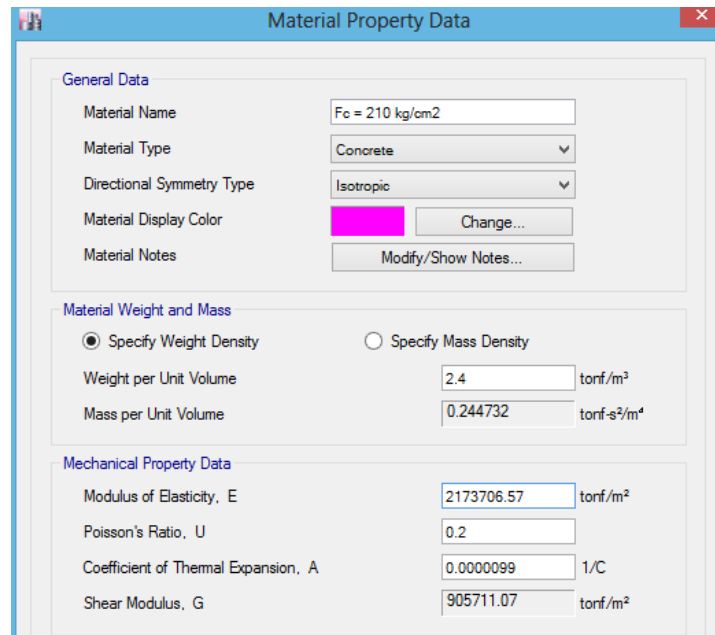 Material Property Data
General Data
Material Name Fc = 210 kg/cm2
Material Type Concrete
Directional Symmetry Type Isotropic
Material Display Color Change...
Material Notes Modify/Show Notes...
Material Weight and Mass
Specify Weight Density Specify Mass Density
Weight per Unit Volume 2.4 tonf/m³
Mass per Unit Volume 0.244732 tonf-s²/m⁴
Mechanical Property Data
Modulus of Elasticity, E 2173706.57 tonf/m²
Poisson's Ratio, U 0.2
Coefficient of Thermal Expansion, A 0.0000099 1/C
Shear Modulus, G 905711.07 tonf/m²